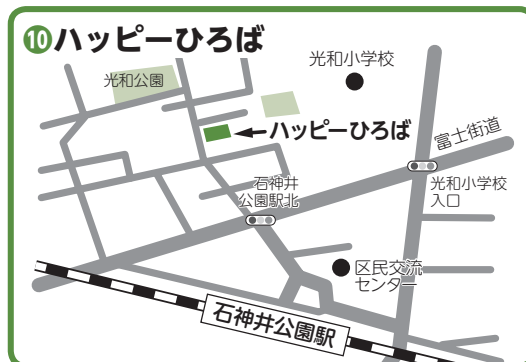 ⑩ハッピーひろば
光和小学校
光和公園
ハッピーひろば
富士街道
石神井
公園駅北
光和小学校
入口
区民交流
センター
石神井公園駅